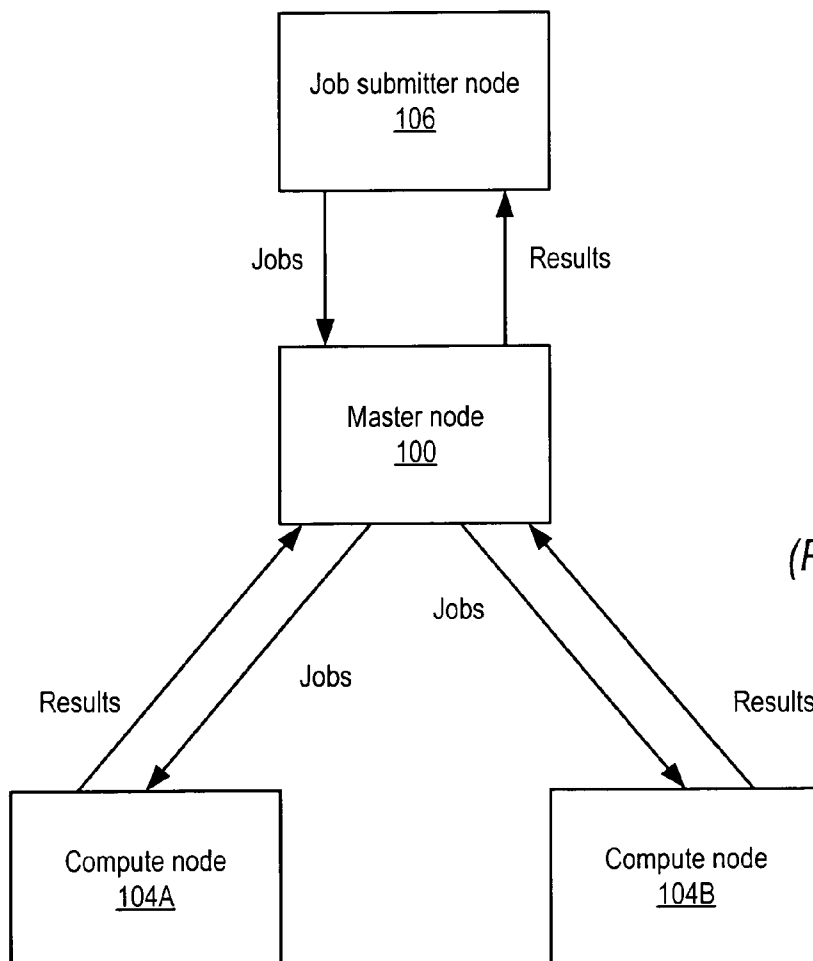 Job submitter node
106
Jobs
Results
Master node
100
Jobs
Results
Jobs
Results
Compute node
104A
Compute node
104B